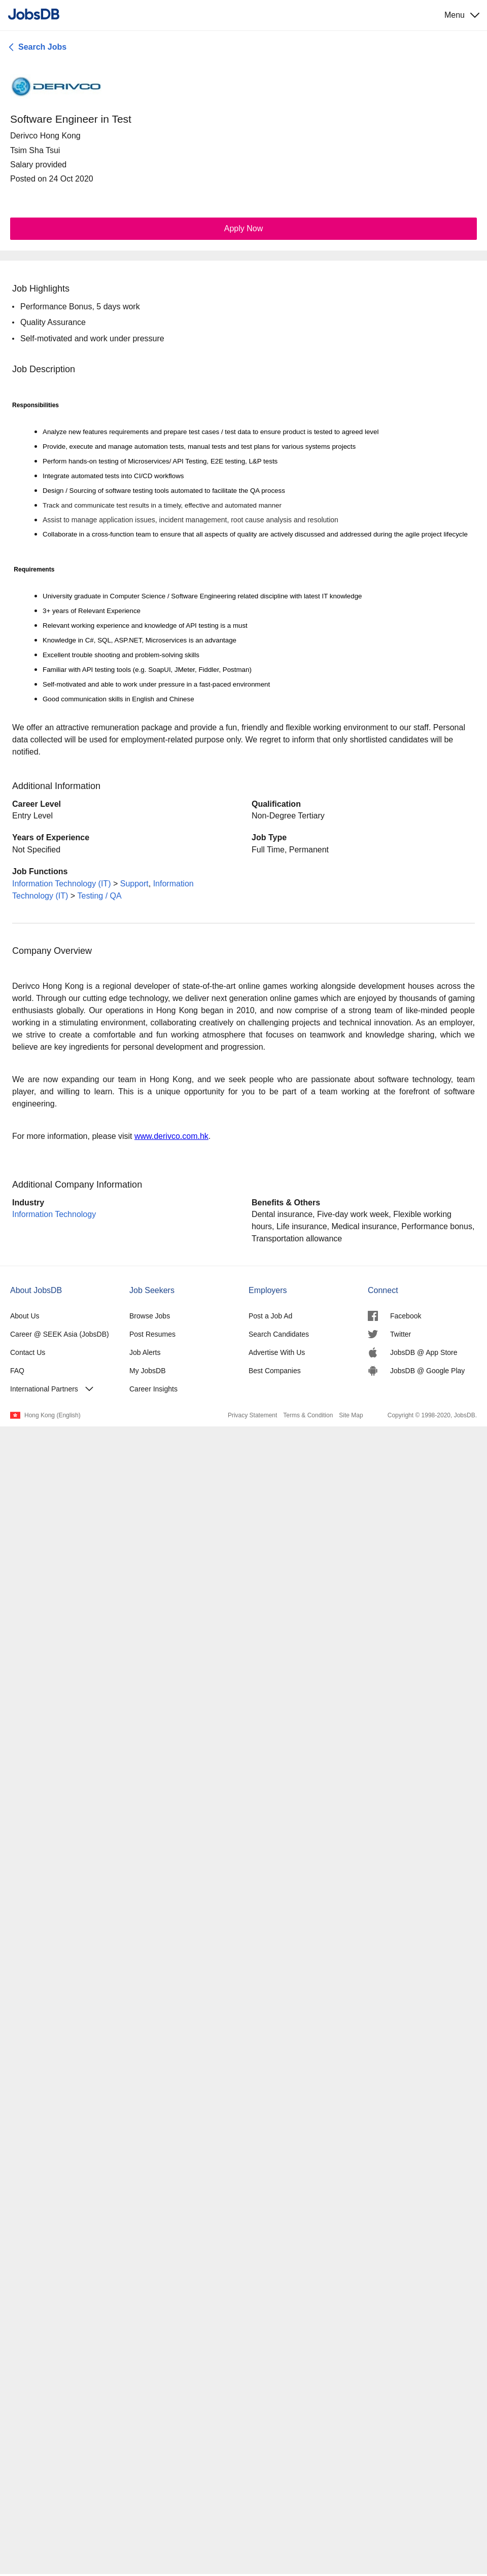 JobsDB
Menu
Search Jobs
DERIVCO
Software Engineer in Test
Derivco Hong Kong
Tsim Sha Tsui
Salary provided
Posted on 24 Oct 2020
Apply Now
Job Highlights
• Performance Bonus, 5 days work
• Quality Assurance
• Self-motivated and work under pressure
Job Description
Responsibilities
• Analyze new features requirements and prepare test cases / test data to ensure product is tested to agreed level
• Provide, execute and manage automation tests, manual tests and test plans for various systems projects
• Perform hands-on testing of Microservices/ API Testing, E2E testing, L&P tests
• Integrate automated tests into CI/CD workflows
• Design / Sourcing of software testing tools automated to facilitate the QA process
• Track and communicate test results in a timely, effective and automated manner
• Assist to manage application issues, incident management, root cause analysis and resolution
• Collaborate in a cross-function team to ensure that all aspects of quality are actively discussed and addressed during the agile project lifecycle
Requirements
• University graduate in Computer Science / Software Engineering related discipline with latest IT knowledge
• 3+ years of Relevant Experience
• Relevant working experience and knowledge of API testing is a must
• Knowledge in C#, SQL, ASP.NET, Microservices is an advantage
• Excellent trouble shooting and problem-solving skills
• Familiar with API testing tools (e.g. SoapUI, JMeter, Fiddler, Postman)
• Self-motivated and able to work under pressure in a fast-paced environment
• Good communication skills in English and Chinese
We offer an attractive remuneration package and provide a fun, friendly and flexible working environment to our staff. Personal
data collected will be used for employment-related purpose only. We regret to inform that only shortlisted candidates will be
notified.
Additional Information
Career Level
Entry Level
Qualification
Non-Degree Tertiary
Years of Experience
Not Specified
Job Type
Full Time, Permanent
Job Functions
Information Technology (IT) > Support, Information
Technology (IT) > Testing / QA
Company Overview
Derivco Hong Kong is a regional developer of state-of-the-art online games working alongside development houses across the
world. Through our cutting edge technology, we deliver next generation online games which are enjoyed by thousands of gaming
enthusiasts globally. Our operations in Hong Kong began in 2010, and now comprise of a strong team of like-minded people
working in a stimulating environment, collaborating creatively on challenging projects and technical innovation. As an employer,
we strive to create a comfortable and fun working atmosphere that focuses on teamwork and knowledge sharing, which we
believe are key ingredients for personal development and progression.
We are now expanding our team in Hong Kong, and we seek people who are passionate about software technology, team
player, and willing to learn. This is a unique opportunity for you to be part of a team working at the forefront of software
engineering.
For more information, please visit www.derivco.com.hk.
Additional Company Information
Industry
Information Technology
Benefits & Others
Dental insurance, Five-day work week, Flexible working
hours, Life insurance, Medical insurance, Performance bonus,
Transportation allowance
About JobsDB
About Us
Career @ SEEK Asia (JobsDB)
Contact Us
FAQ
International Partners
Job Seekers
Browse Jobs
Post Resumes
Job Alerts
My JobsDB
Career Insights
Employers
Post a Job Ad
Search Candidates
Advertise With Us
Best Companies
Connect
Facebook
Twitter
JobsDB @ App Store
JobsDB @ Google Play
Hong Kong (English)
Privacy Statement Terms & Condition Site Map
Copyright © 1998-2020, JobsDB.